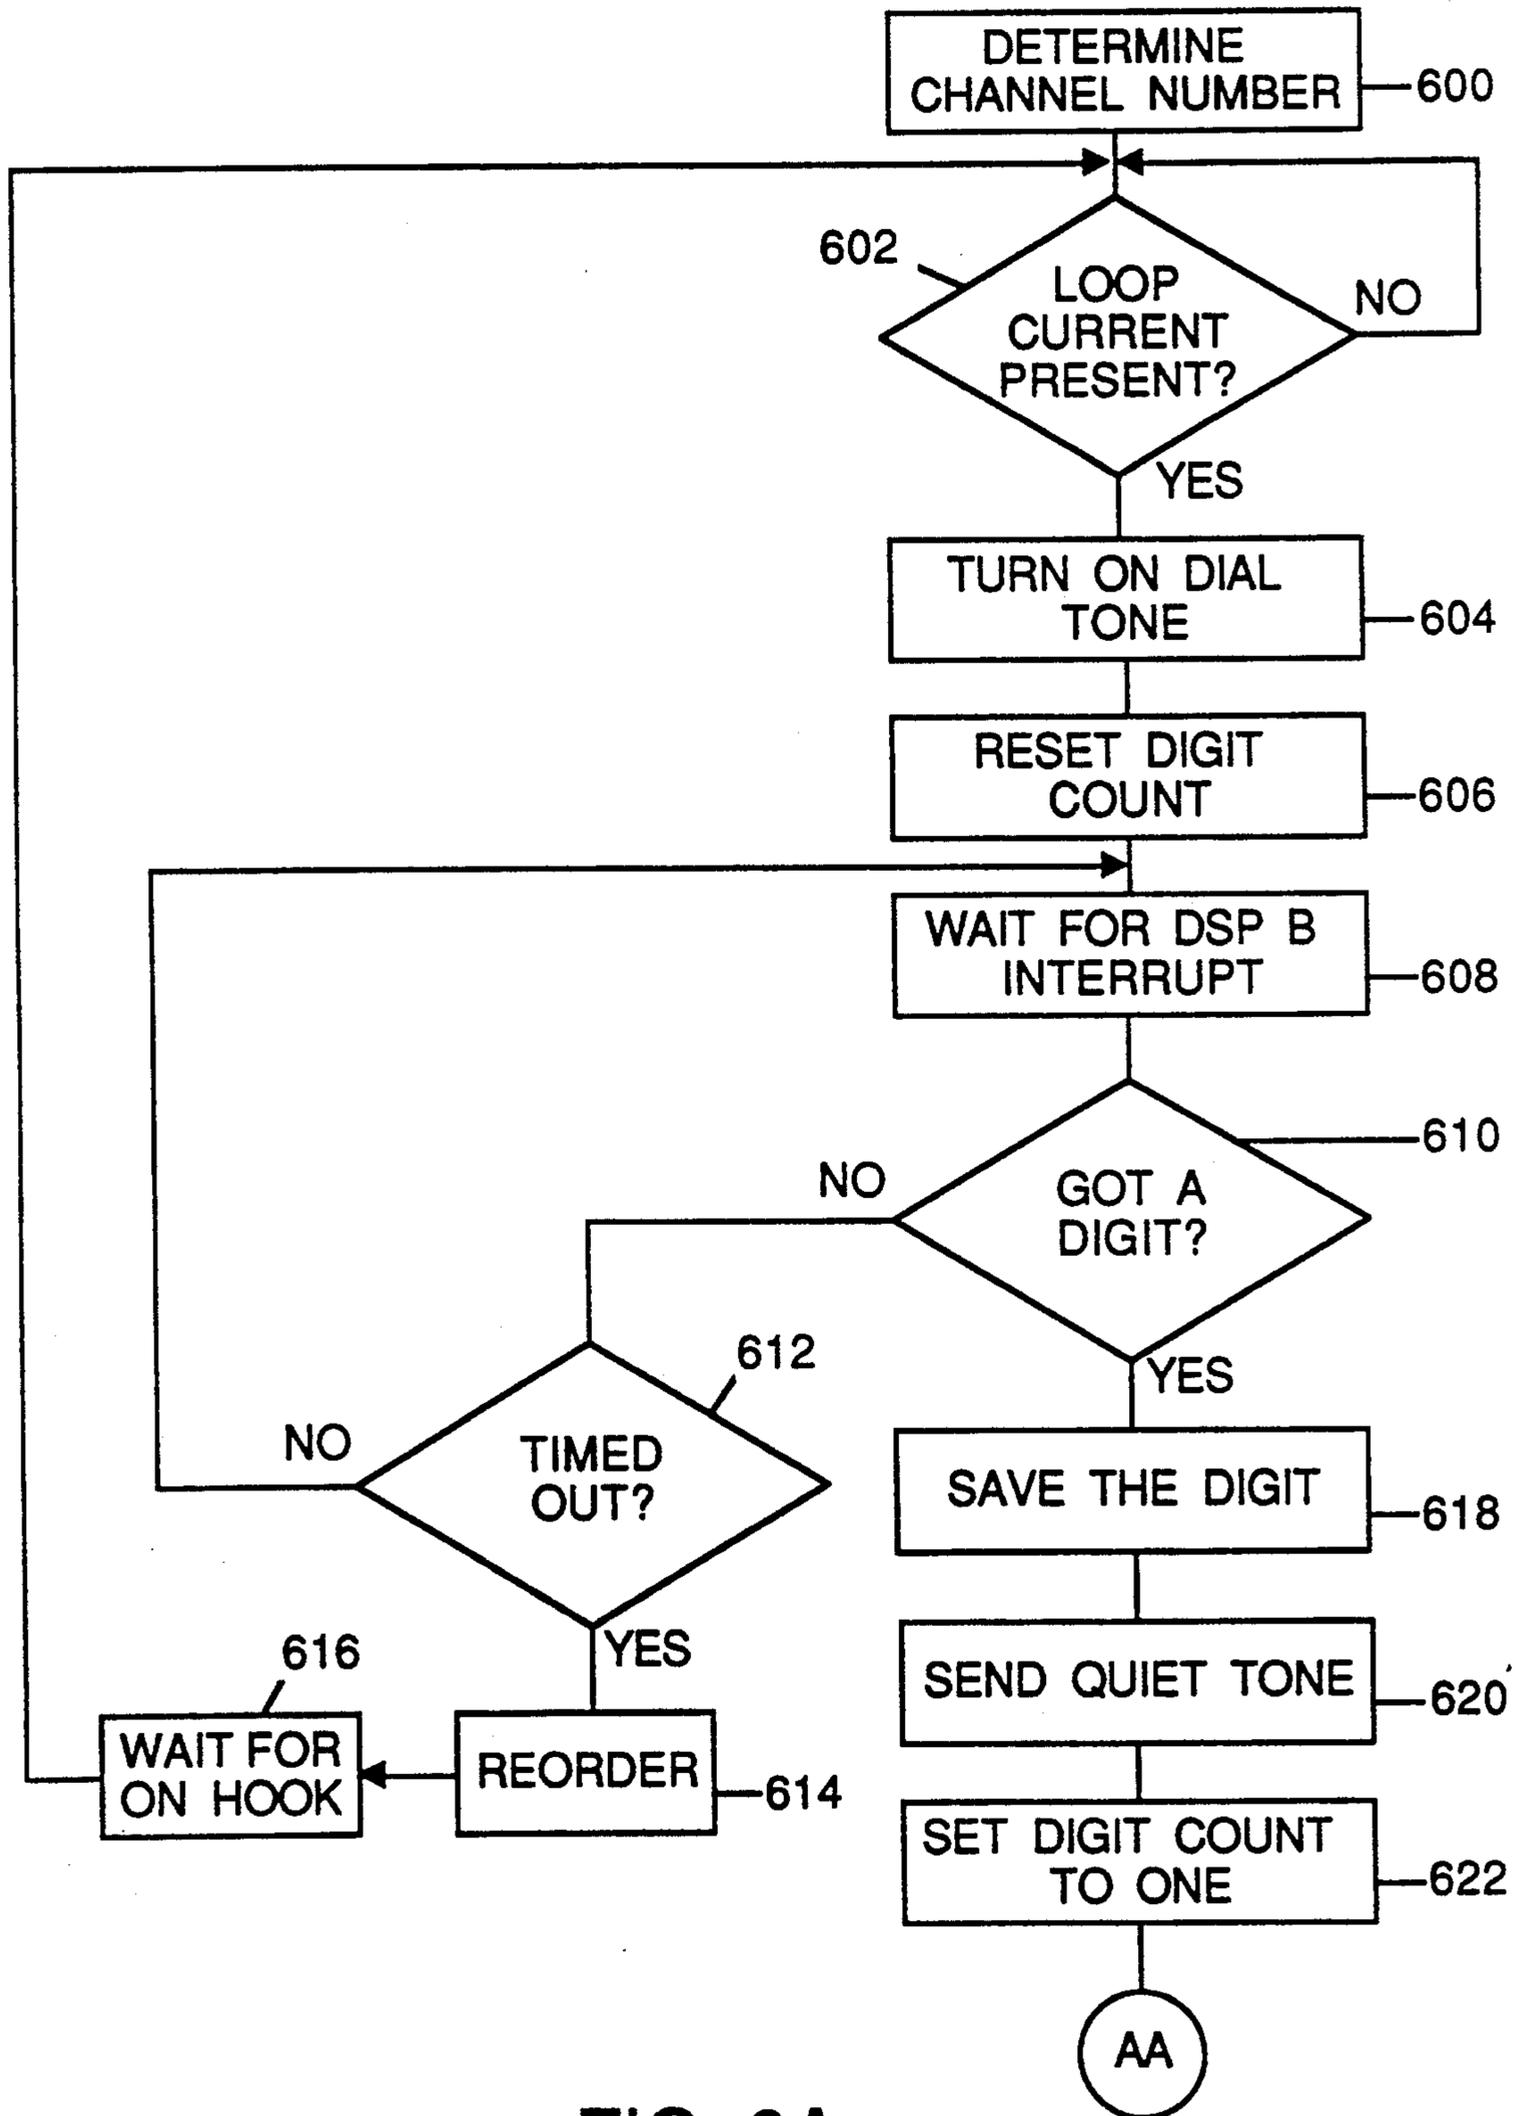 DETERMINE
CHANNEL NUMBER
600
602
LOOP
CURRENT
PRESENT?
NO
YES
TURN ON DIAL
TONE
604
RESET DIGIT
COUNT
606
WAIT FOR DSP B
INTERRUPT
608
610
NO
GOT A
DIGIT?
YES
612
NO
TIMED
OUT?
YES
SAVE THE DIGIT
618
616
WAIT FOR
ON HOOK
REORDER
614
SEND QUIET TONE
620
SET DIGIT COUNT
TO ONE
622
AA